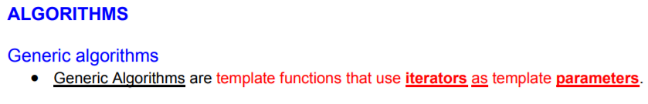 ALGORITHMS
Generic algorithms
• Generic Algorithms are template functions that use iterators as template parameters.